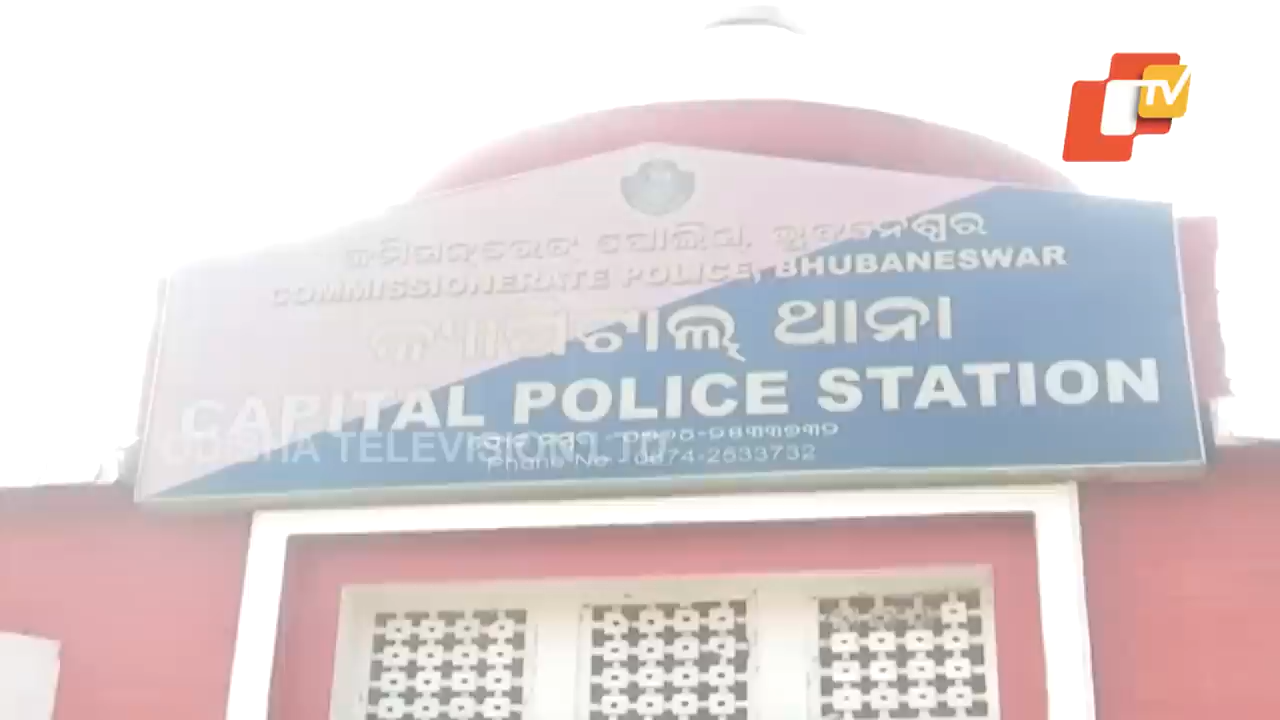 TV
କମିଶନରେଟ ପୋଲିସ, ଭୁବନେଶ୍ୱର
COMMISSIONERATE POLICE, BHUBANESWAR
କ୍ୟାପିଟାଲ୍ ଥାନା
CAPITAL POLICE STATION
ODISHA TELEVISION LTD
Phone No - 0674-2533732